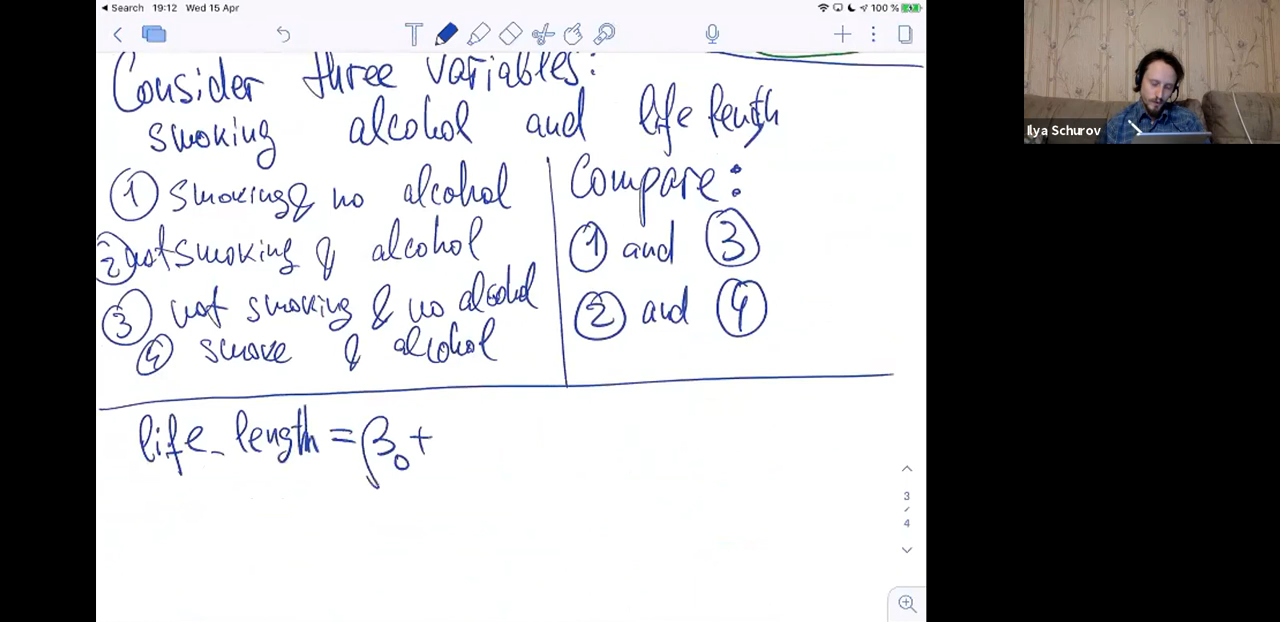 Search 19:12 Wed 15 Apr
100 %
T
Consider three variables:
smoking alcohol and life length
① smoking & no alcohol
② not smoking & alcohol
③ not smoking & no alcohol
④ smoke & alcohol
Compare:
① and ③
② and ④
life_length = β₀ +
3
/
4
Ilya Schurov